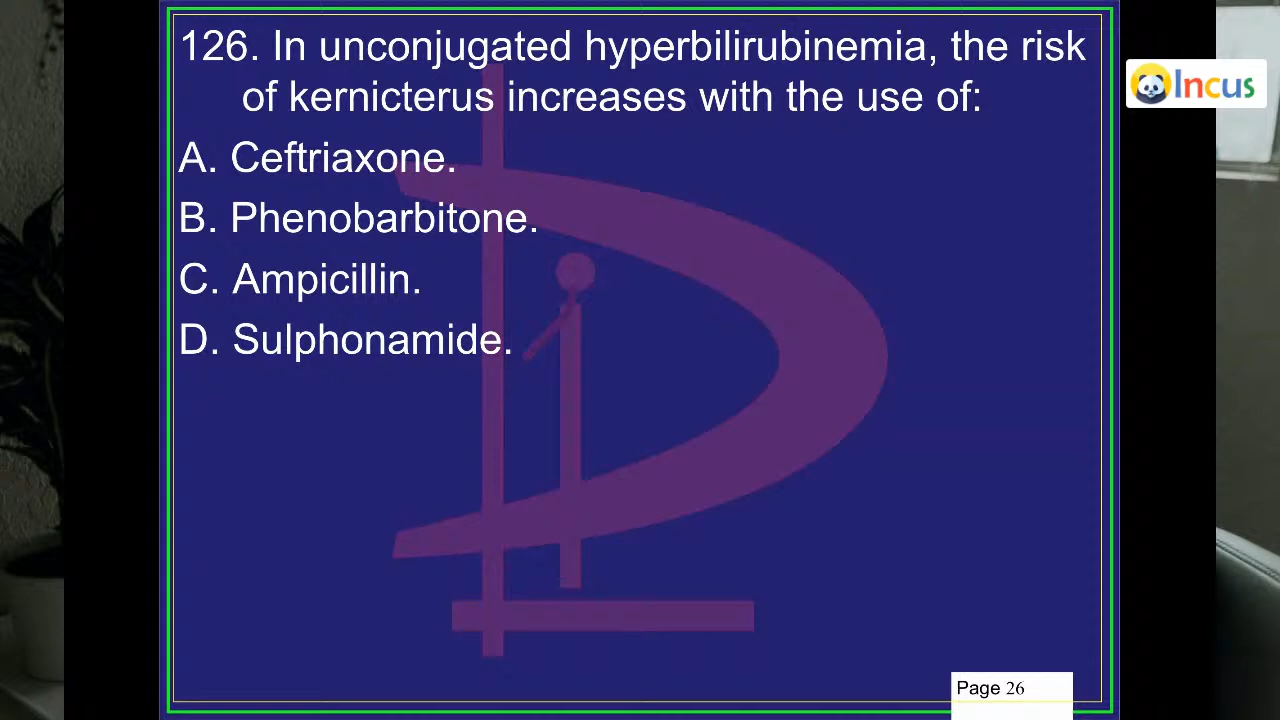 126. In unconjugated hyperbilirubinemia, the risk
of kernicterus increases with the use of:
A. Ceftriaxone.
B. Phenobarbitone.
C. Ampicillin.
D. Sulphonamide.
Incus
Page 26